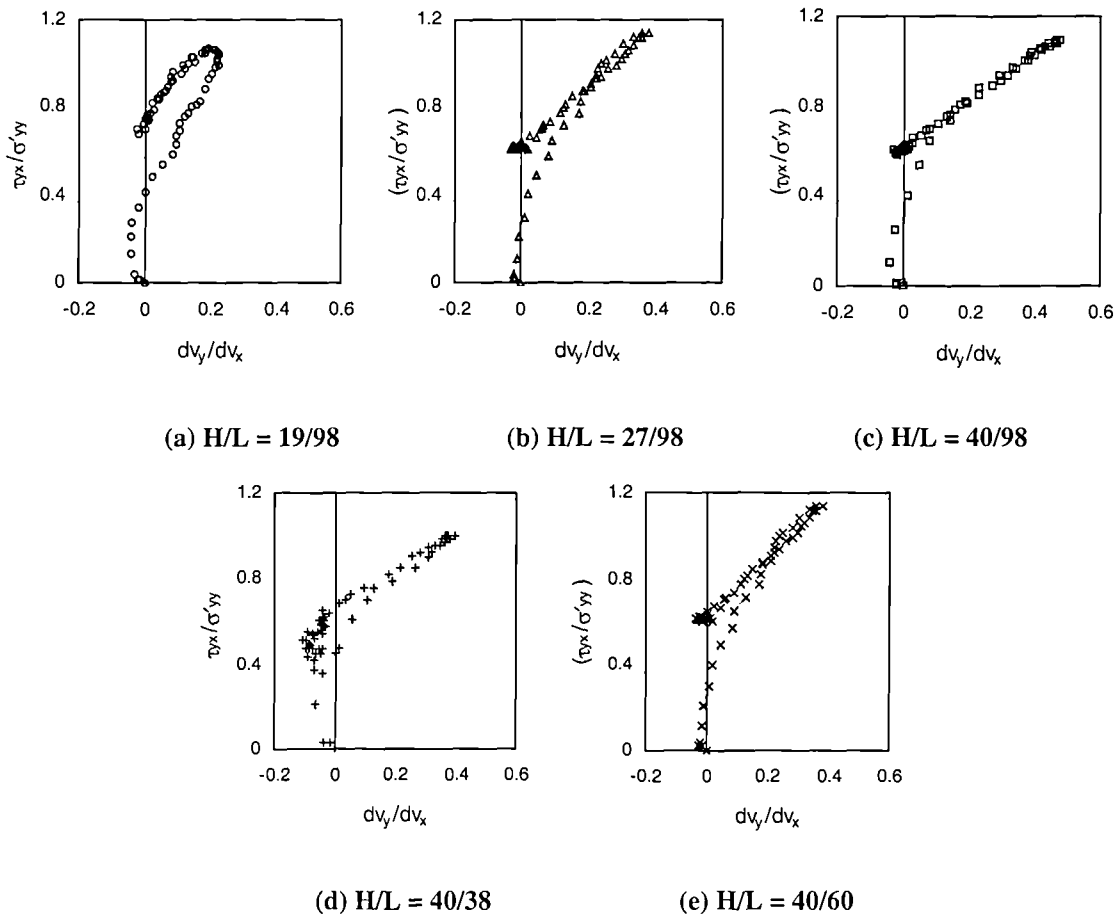 1.2
0.8
0.4
0
τyx/σ'yy
-0.2 0 0.2 0.4 0.6
dvy/dvx
(a) H/L = 19/98
1.2
0.8
0.4
0
(τyx/σ'yy)
-0.2 0 0.2 0.4 0.6
dvy/dvx
(b) H/L = 27/98
1.2
0.8
0.4
0
(τyx/σ'yy)
-0.2 0 0.2 0.4 0.6
dvy/dvx
(c) H/L = 40/98
1.2
0.8
0.4
0
τyx/σ'yy
-0.2 0 0.2 0.4 0.6
dvy/dvx
(d) H/L = 40/38
1.2
0.8
0.4
0
(τyx/σ'yy)
-0.2 0 0.2 0.4 0.6
dvy/dvx
(e) H/L = 40/60